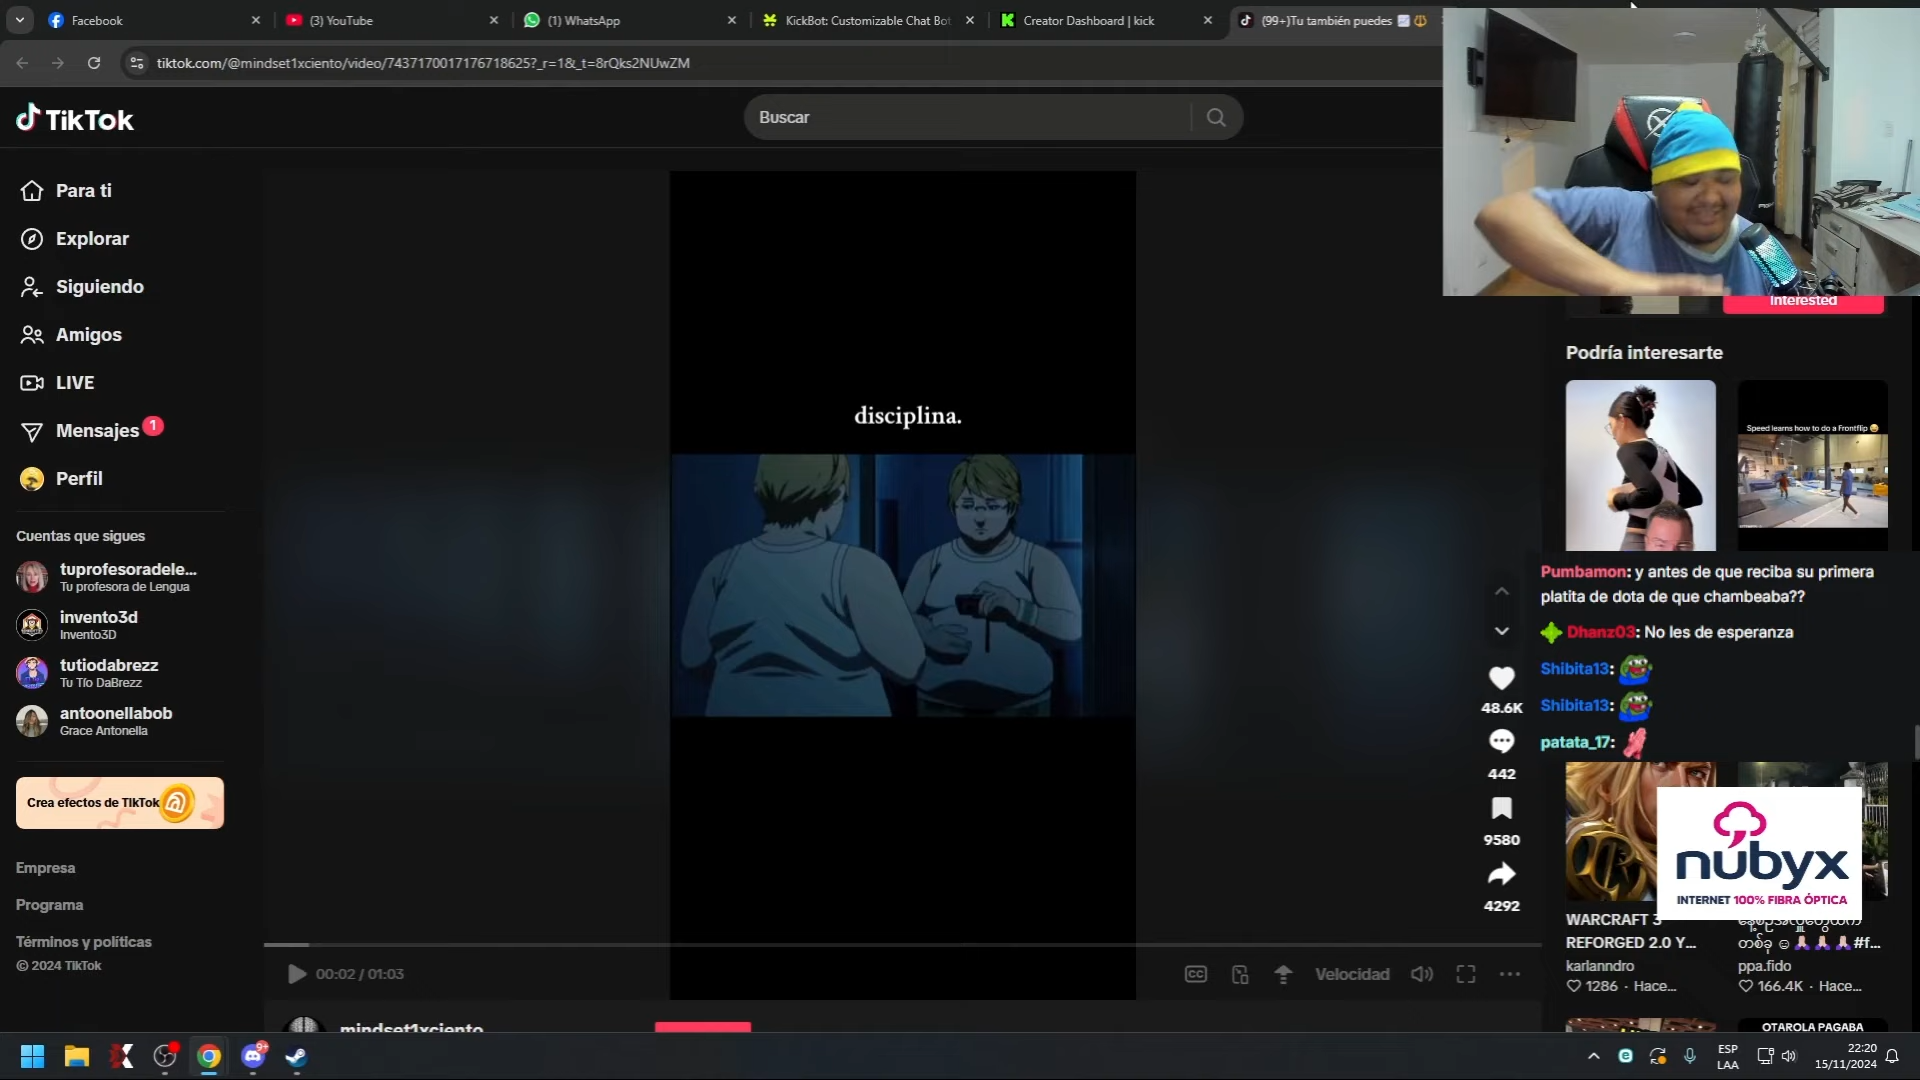 Facebook
(3) YouTube
(1) WhatsApp
KickBot: Customizable Chat Bot
Creator Dashboard | kick
(99+)Tu también puedes
tiktok.com/@mindset1xciento/video/7437170017176718625?_r=1&_t=8rQks2NUwZM
TikTok
Buscar
Para ti
Explorar
Siguiendo
Amigos
LIVE
Mensajes
1
Perfil
Cuentas que sigues
tuprofesoradele...
Tu profesora de Lengua
invento3d
Invento3D
tutiodabrezz
Tu Tío DaBrezz
antoonellabob
Grace Antonella
Crea efectos de TikTok
Empresa
Programa
Términos y políticas
© 2024 TikTok
disciplina.
48.6K
442
9580
4292
00:02 / 01:03
Velocidad
mindset1xciento
Interested
Podría interesarte
Speed learns how to do a Frontflip
Pumbamon: y antes de que reciba su primera
platita de dota de que chambeaba??
Dhanz03: No les de esperanza
Shibita13:
Shibita13:
patata_17:
nubyx
INTERNET 100% FIBRA ÓPTICA
WARCRAFT 3
REFORGED 2.0 Y...
karlanndro
1286 · Hace...
#f...
ppa.fido
166.4K · Hace...
OTAROLA PAGABA
9+
ESP
LAA
22:20
15/11/2024